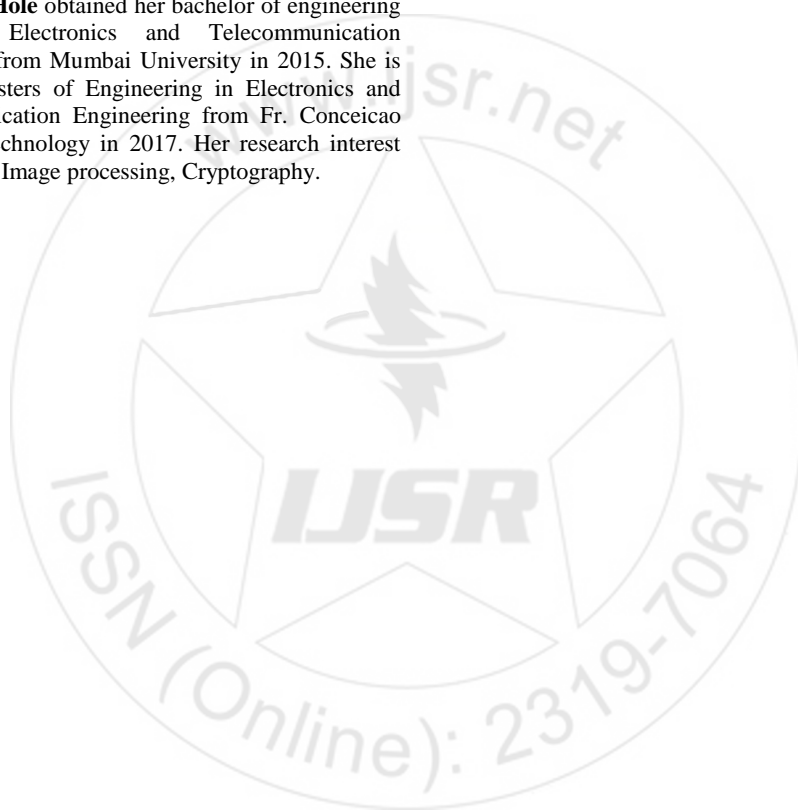 Hole obtained her bachelor of engineering
Electronics and Telecommunication
from Mumbai University in 2015. She is
sters of Engineering in Electronics and
ication Engineering from Fr. Conceicao
chnology in 2017. Her research interest
Image processing, Cryptography.
www.ijsr.net
IJSR
ISSN (Online): 2319-7064